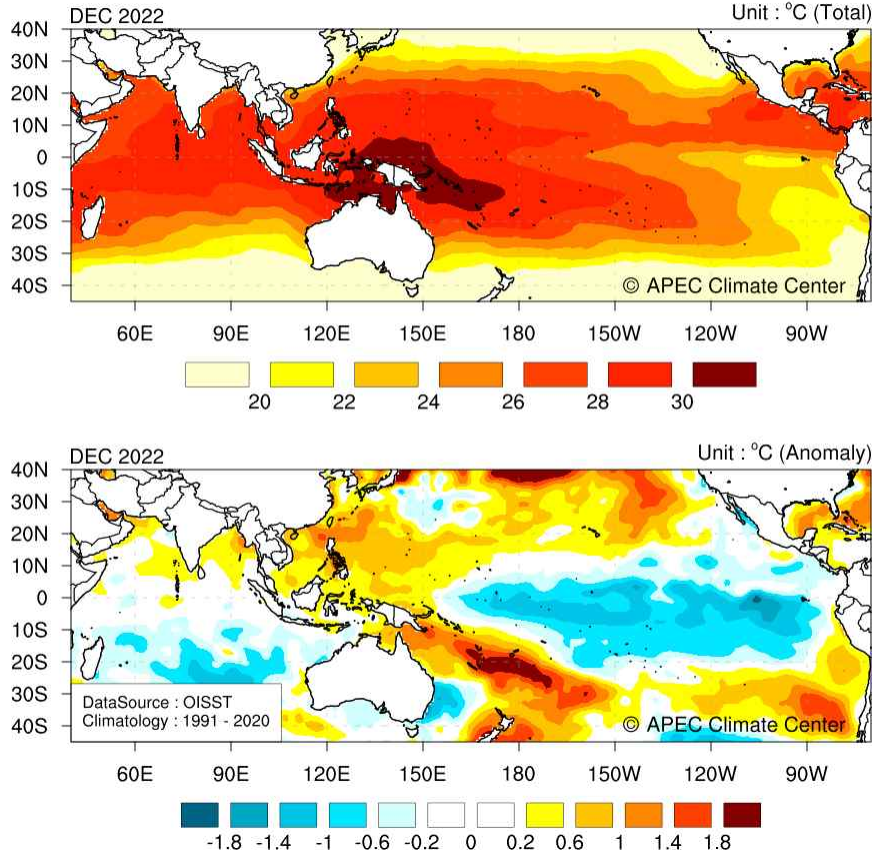 DEC 2022 Unit : °C (Total)
40N
30N
20N
10N
0
10S
20S
30S
40S
© APEC Climate Center
60E 90E 120E 150E 180 150W 120W 90W
20 22 24 26 28 30
DEC 2022 Unit : °C (Anomaly)
40N
30N
20N
10N
0
10S
20S
30S
40S
DataSource : OISST
Climatology : 1991 - 2020
© APEC Climate Center
60E 90E 120E 150E 180 150W 120W 90W
-1.8 -1.4 -1 -0.6 -0.2 0 0.2 0.6 1 1.4 1.8